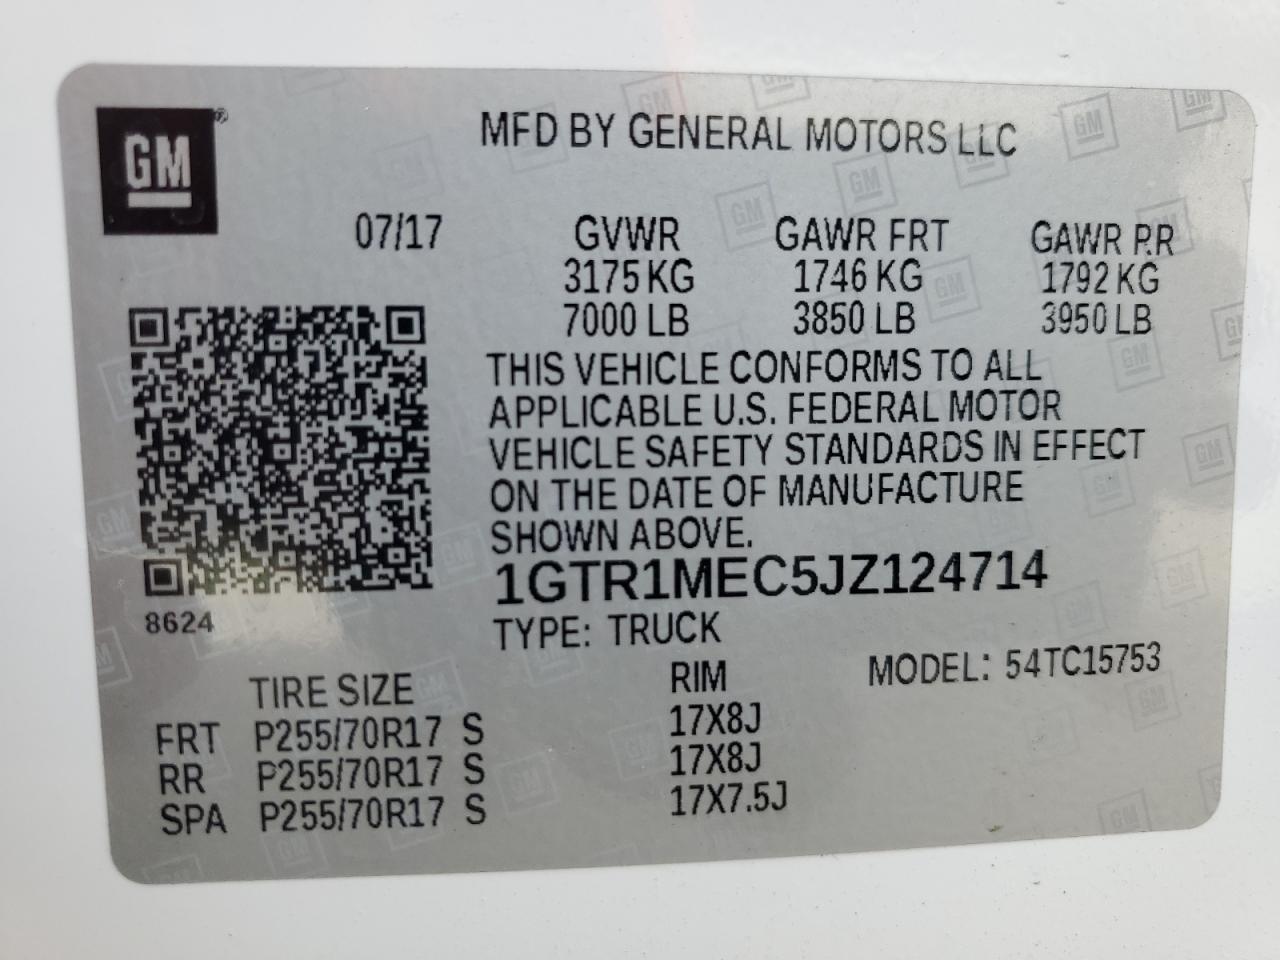 GM®
MFD BY GENERAL MOTORS LLC
07/17 GVWR GAWR FRT GAWR RR
3175 KG 1746 KG 1792 KG
7000 LB 3850 LB 3950 LB
THIS VEHICLE CONFORMS TO ALL
APPLICABLE U.S. FEDERAL MOTOR
VEHICLE SAFETY STANDARDS IN EFFECT
ON THE DATE OF MANUFACTURE
SHOWN ABOVE.
1GTR1MEC5JZ124714
8624
TYPE: TRUCK
MODEL: 54TC15753
TIRE SIZE RIM
FRT P255/70R17 S 17X8J
RR P255/70R17 S 17X8J
SPA P255/70R17 S 17X7.5J